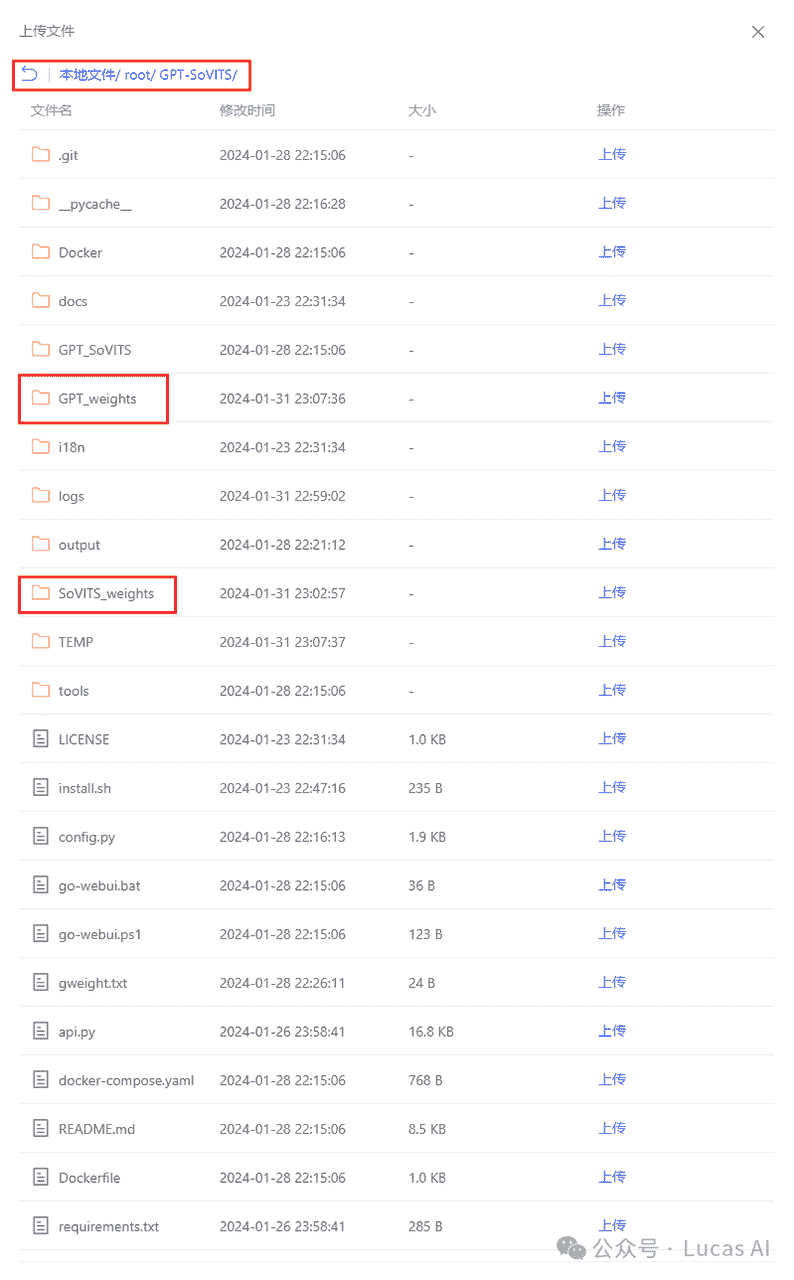 上传文件
本地文件/ root/ GPT-SoVITS/
文件名 修改时间 大小 操作
.git 2024-01-28 22:15:06 - 上传
__pycache__ 2024-01-28 22:16:28 - 上传
Docker 2024-01-28 22:15:06 - 上传
docs 2024-01-23 22:31:34 - 上传
GPT_SoVITS 2024-01-28 22:15:06 - 上传
GPT_weights 2024-01-31 23:07:36 - 上传
i18n 2024-01-23 22:31:34 - 上传
logs 2024-01-31 22:59:02 - 上传
output 2024-01-28 22:21:12 - 上传
SoVITS_weights 2024-01-31 23:02:57 - 上传
TEMP 2024-01-31 23:07:37 - 上传
tools 2024-01-28 22:15:06 - 上传
LICENSE 2024-01-23 22:31:34 1.0 KB 上传
install.sh 2024-01-23 22:47:16 235 B 上传
config.py 2024-01-28 22:16:13 1.9 KB 上传
go-webui.bat 2024-01-28 22:15:06 36 B 上传
go-webui.ps1 2024-01-28 22:15:06 123 B 上传
gweight.txt 2024-01-28 22:26:11 24 B 上传
api.py 2024-01-26 23:58:41 16.8 KB 上传
docker-compose.yaml 2024-01-28 22:15:06 768 B 上传
README.md 2024-01-28 22:15:06 8.5 KB 上传
Dockerfile 2024-01-28 22:15:06 1.0 KB 上传
requirements.txt 2024-01-26 23:58:41 285 B 上传
公众号 · Lucas AI